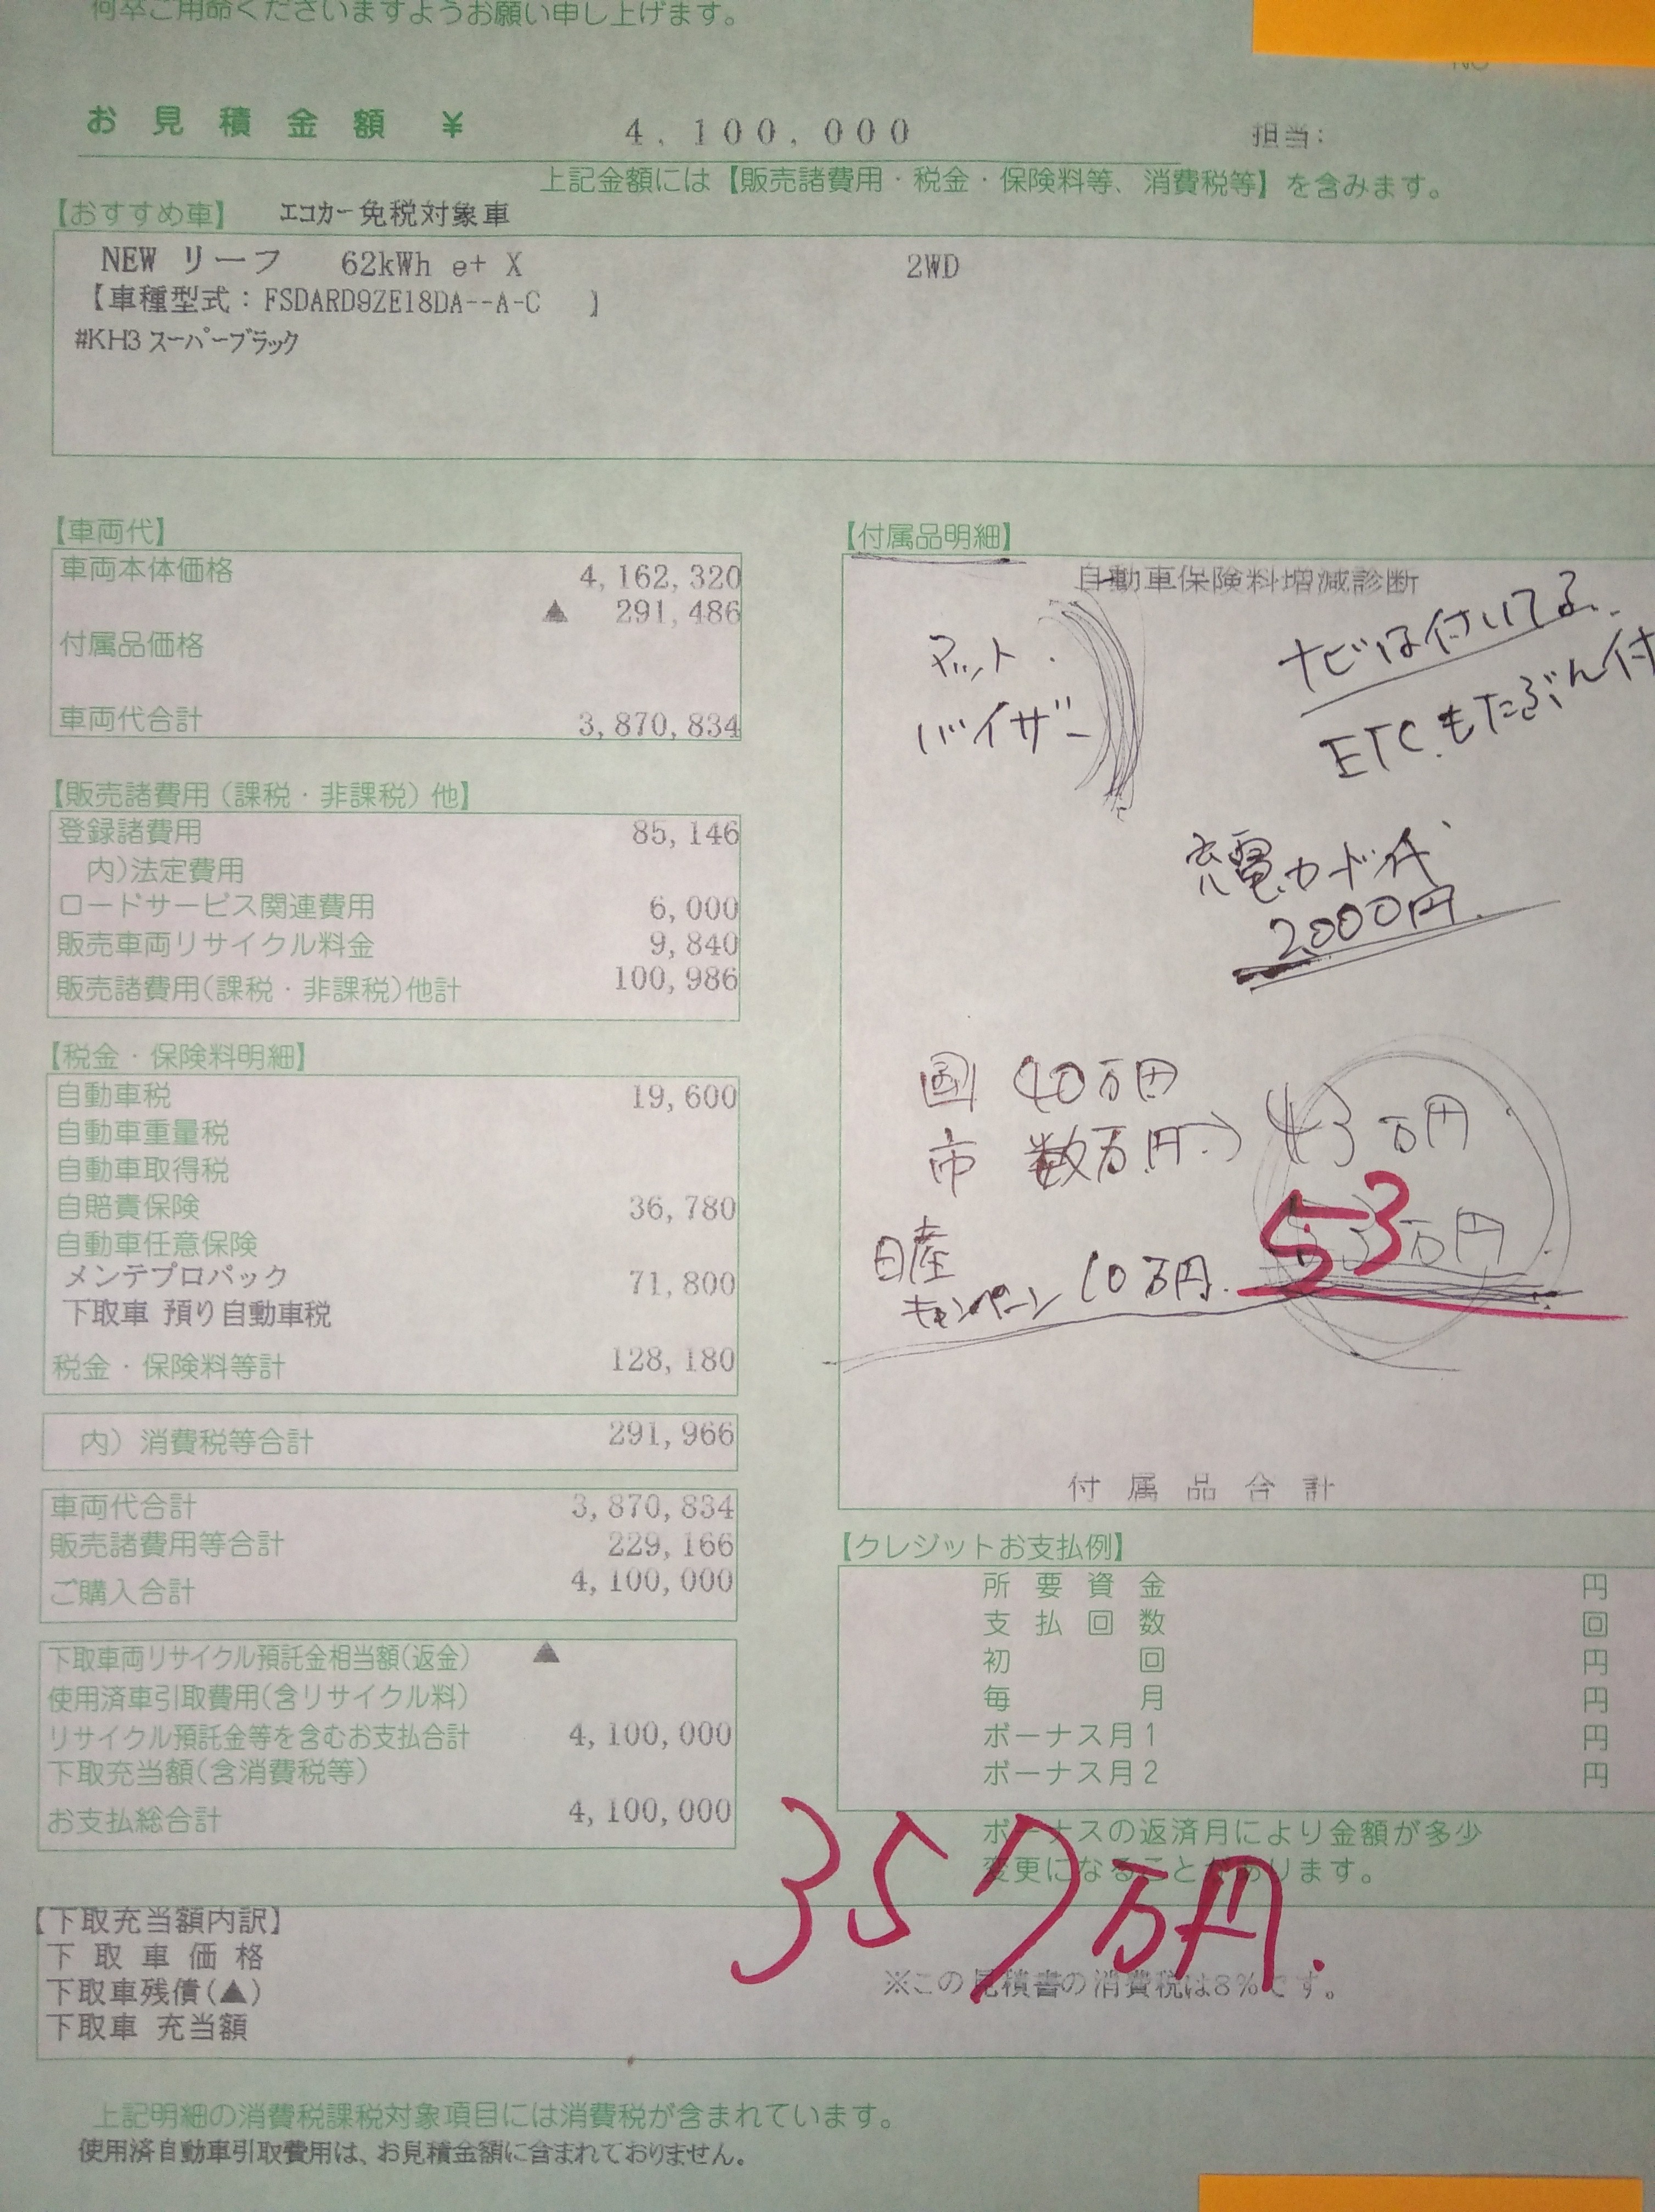 何卒ご用命くださいますようお願い申し上げます。
お見積金額 ¥ 4,100,000 担当:
上記金額には【販売諸費用・税金・保険料等、消費税等】を含みます。
【おすすめ車】 エコカー免税対象車
NEW リーフ 62kWh e+ X 2WD
【車種型式:FSDARD9ZE18DA--A-C 】
#KH3 スーパーブラック
【車両代】
車両本体価格 4,162,320
▲ 291,486
付属品価格
車両代合計 3,870,834
【販売諸費用(課税・非課税)他】
登録諸費用 85,146
内)法定費用
ロードサービス関連費用 6,000
販売車両リサイクル料金 9,840
販売諸費用(課税・非課税)他計 100,986
【税金・保険料明細】
自動車税 19,600
自動車重量税
自動車取得税
自賠責保険 36,780
自動車任意保険
メンテプロパック 71,800
下取車 預り自動車税
税金・保険料等計 128,180
内)消費税等合計 291,966
車両代合計 3,870,834
販売諸費用等合計 229,166
ご購入合計 4,100,000
下取車両リサイクル預託金相当額(返金) ▲
使用済車引取費用(含リサイクル料)
リサイクル預託金等を含むお支払合計 4,100,000
下取充当額(含消費税等)
お支払総合計 4,100,000
【付属品明細】
自動車保険料増減診断
マット
バイザー
ナビは付いてる
ETCもたぶん付
充電カード代
2000円
国 40万円
市 数万円→ 43万円
日産
キャンペーン 10万円 53万円
付属品合計
【クレジットお支払例】
所要資金 円
支払回数 回
初回 円
毎月 円
ボーナス月1 円
ボーナス月2 円
ボーナスの返済月により金額が多少
変更になることがあります。
357万円.
【下取充当額内訳】
下取車価格
下取車残債(▲)
下取車 充当額
※この見積書の消費税は8%です。
上記明細の消費税課税対象項目には消費税が含まれています。
使用済自動車引取費用は、お見積金額に含まれておりません。